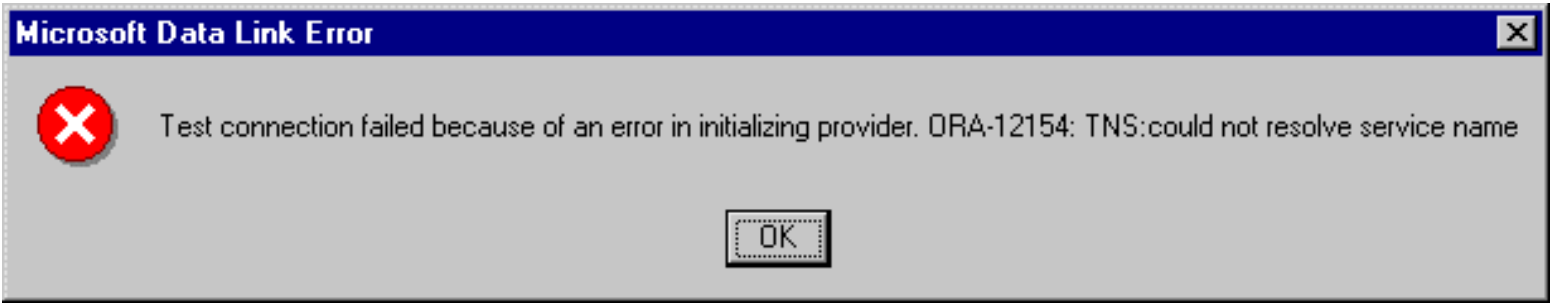 Microsoft Data Link Error
Test connection failed because of an error in initializing provider. ORA-12154: TNS:could not resolve service name
OK